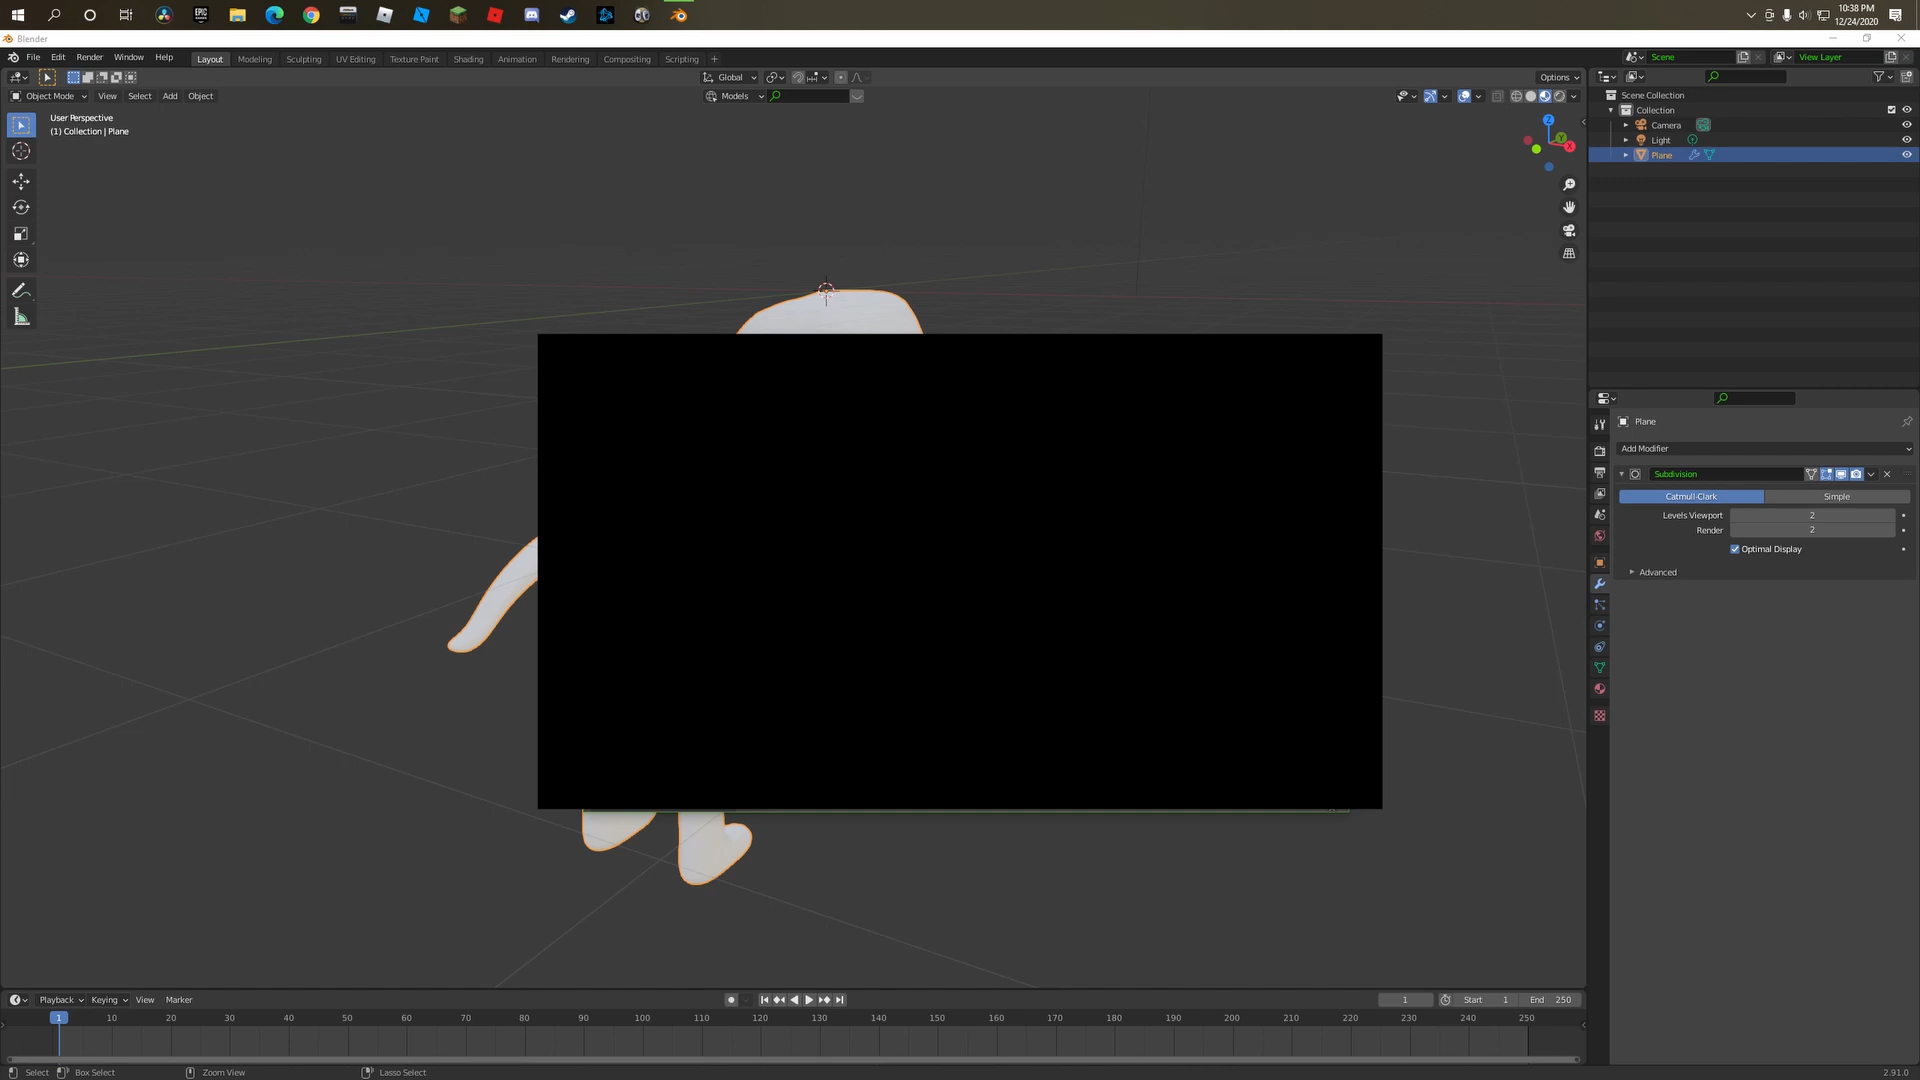 10:38 PM
12/24/2020
Blender
File Edit Render Window Help
Layout Modeling Sculpting UV Editing Texture Paint Shading Animation Rendering Compositing Scripting +
Scene View Layer
Global Options
Object Mode View Select Add Object
Models
User Perspective
(1) Collection | Plane
Z
Y
X
Scene Collection
Collection
Camera
Light
Plane
Plane
Add Modifier
Subdivision
Catmull-Clark Simple
Levels Viewport 2
Render 2
Optimal Display
Advanced
Playback Keying View Marker
1 Start 1 End 250
1 10 20 30 40 50 60 70 80 90 100 110 120 130 140 150 160 170 180 190 200 210 220 230 240 250
Select Box Select Zoom View Lasso Select 2.91.0